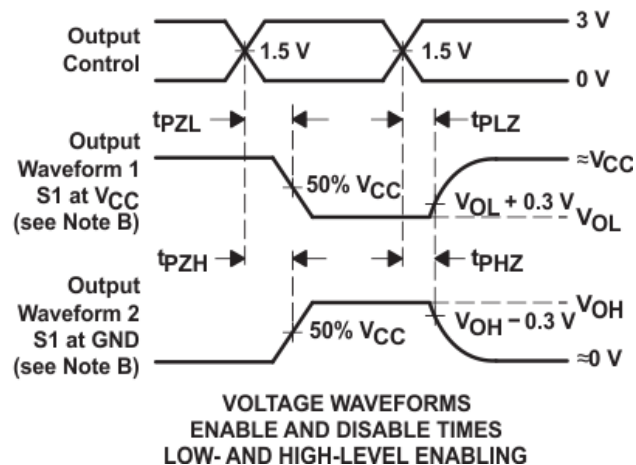 Output
Control
1.5 V
1.5 V
3 V
0 V
tPZL
tPLZ
Output
Waveform 1
S1 at VCC
(see Note B)
50% VCC
≈VCC
VOL + 0.3 V
VOL
tPZH
tPHZ
Output
Waveform 2
S1 at GND
(see Note B)
50% VCC
VOH
VOH − 0.3 V
≈0 V
VOLTAGE WAVEFORMS
ENABLE AND DISABLE TIMES
LOW- AND HIGH-LEVEL ENABLING